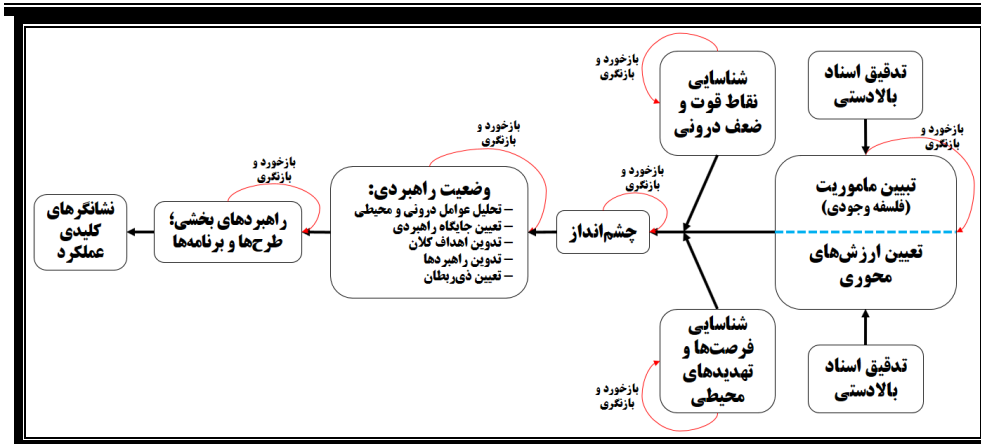 تدقیق اسناد
بالادستی
بازخورد و
بازنگری
تبیین ماموریت
(فلسفه وجودی)
تعیین ارزش‌های
محوری
تدقیق اسناد
بالادستی
بازخورد و
بازنگری
شناسایی
نقاط قوت و
ضعف درونی
شناسایی
فرصت‌ها و
تهدیدهای
محیطی
بازخورد و
بازنگری
بازخورد و
بازنگری
چشم‌انداز
بازخورد و
بازنگری
وضعیت راهبردی:
– تحلیل عوامل درونی و محیطی
– تعیین جایگاه راهبردی
– تدوین اهداف کلان
– تدوین راهبردها
– تعیین ذی‌ربطان
بازخورد و
بازنگری
راهبردهای بخشی؛
طرح‌ها و برنامه‌ها
نشانگرهای
کلیدی
عملکرد